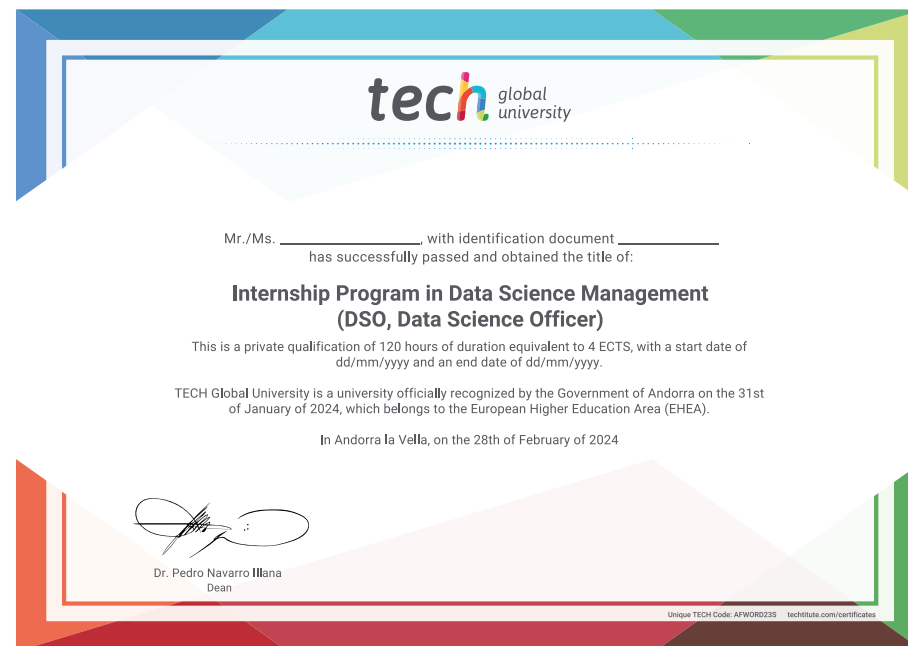 tech global university
Mr./Ms. ____________________, with identification document ______________
has successfully passed and obtained the title of:
Internship Program in Data Science Management
(DSO, Data Science Officer)
This is a private qualification of 120 hours of duration equivalent to 4 ECTS, with a start date of
dd/mm/yyyy and an end date of dd/mm/yyyy.
TECH Global University is a university officially recognized by the Government of Andorra on the 31st
of January of 2024, which belongs to the European Higher Education Area (EHEA).
In Andorra la Vella, on the 28th of February of 2024
Dr. Pedro Navarro Illana
Dean
Unique TECH Code: AFWORD23S techtitute.com/certificates